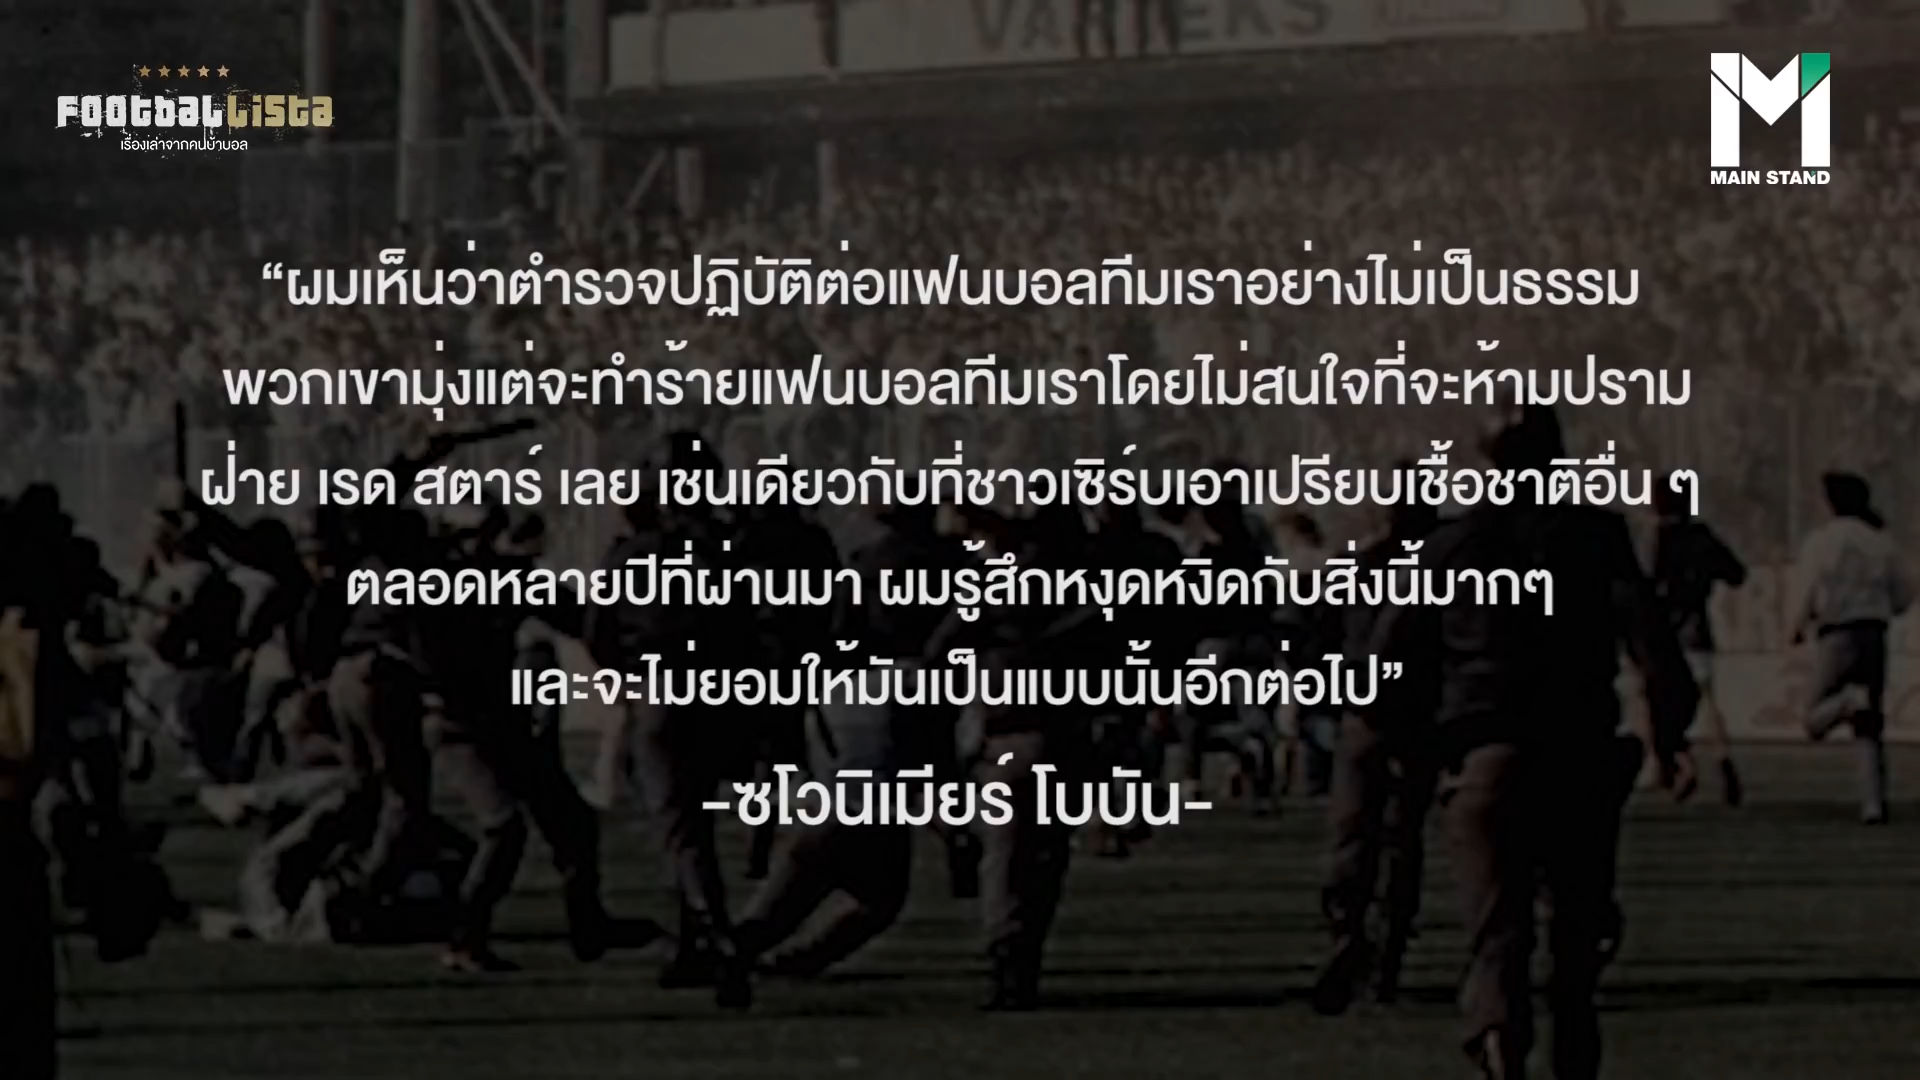 VARTEKS
FOOtbaLListа
เรื่องเล่าจากคนบ้าบอล
MAIN STAND
“ผมเห็นว่าตำรวจปฏิบัติต่อแฟนบอลทีมเราอย่างไม่เป็นธรรม
พวกเขามุ่งแต่จะทำร้ายแฟนบอลทีมเราโดยไม่สนใจที่จะห้ามปราม
ฝ่าย เรด สตาร์ เลย เช่นเดียวกับที่ชาวเซิร์บเอาเปรียบเชื้อชาติอื่น ๆ
ตลอดหลายปีที่ผ่านมา ผมรู้สึกหงุดหงิดกับสิ่งนี้มากๆ
และจะไม่ยอมให้มันเป็นแบบนั้นอีกต่อไป”
-ซโวนิเมียร์ โบบัน-